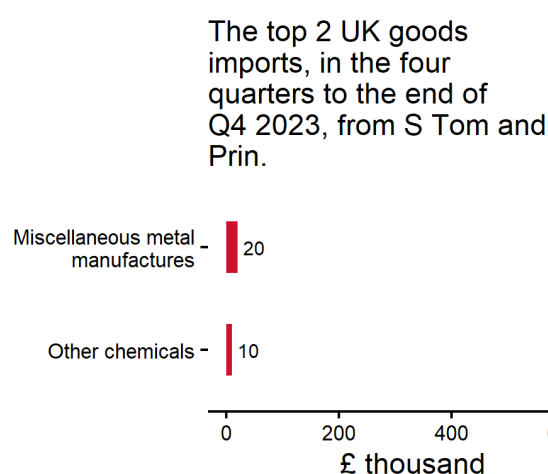 The top 2 UK goods
imports, in the four
quarters to the end of
Q4 2023, from S Tom and
Prin.
Miscellaneous metal
manufactures
20
Other chemicals
10
0 200 400
£ thousand